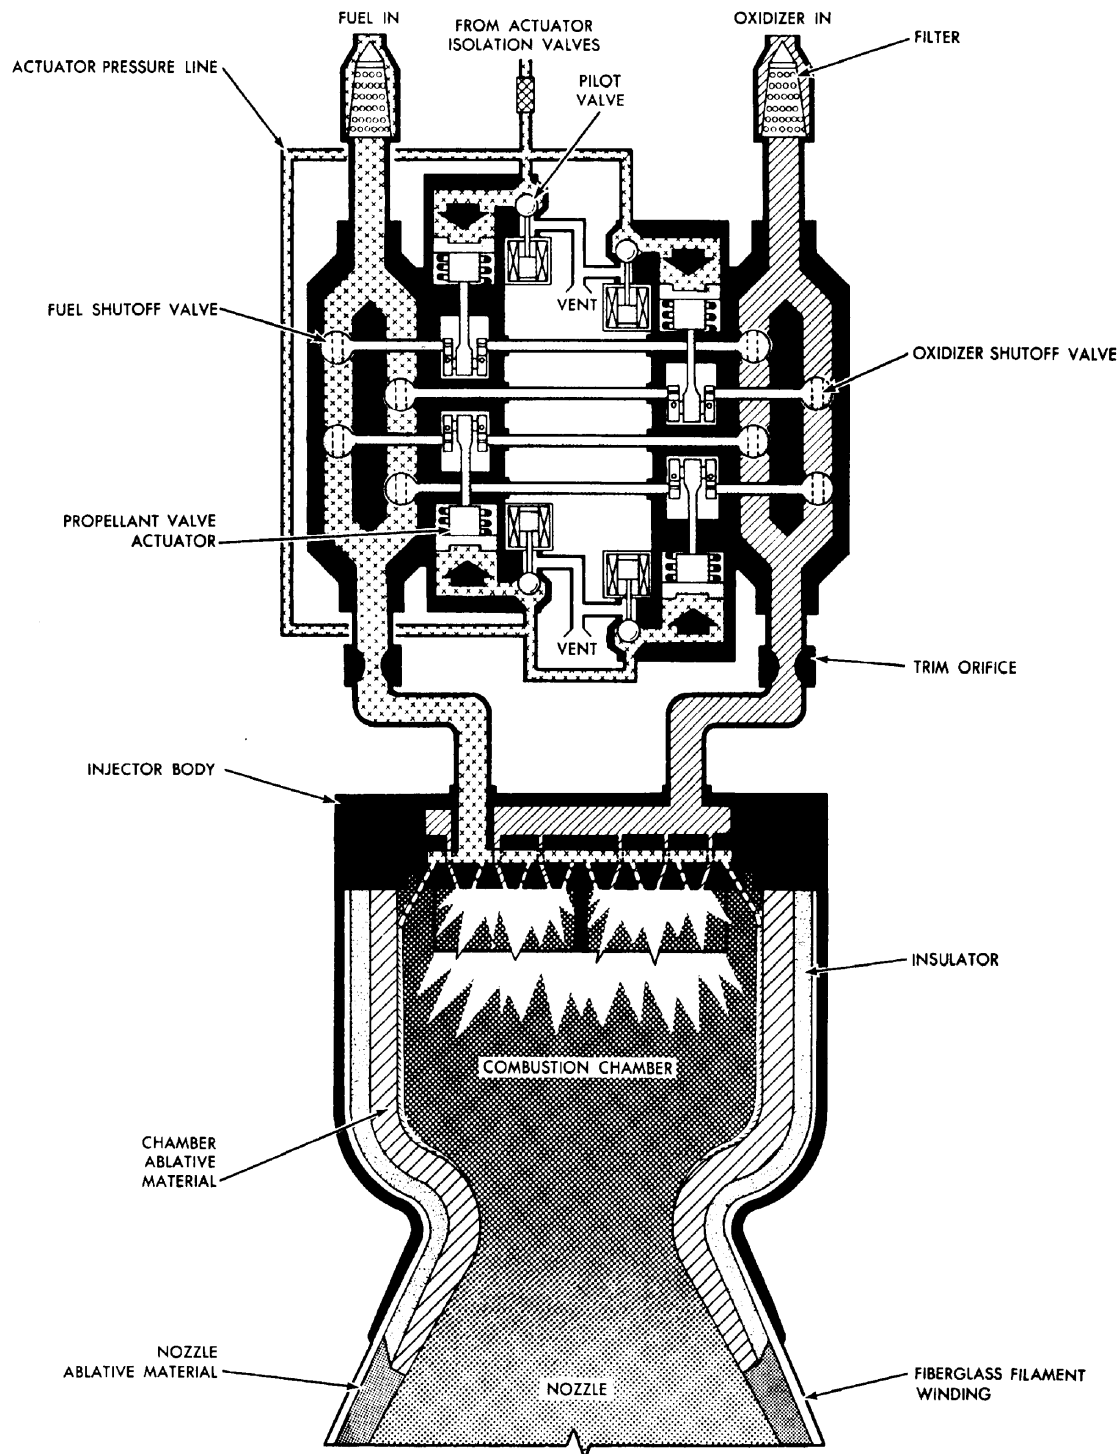 FUEL IN
FROM ACTUATOR
ISOLATION VALVES
OXIDIZER IN
FILTER
ACTUATOR PRESSURE LINE
PILOT
VALVE
VENT
FUEL SHUTOFF VALVE
OXIDIZER SHUTOFF VALVE
PROPELLANT VALVE
ACTUATOR
VENT
TRIM ORIFICE
INJECTOR BODY
INSULATOR
COMBUSTION CHAMBER
CHAMBER
ABLATIVE
MATERIAL
NOZZLE
ABLATIVE MATERIAL
NOZZLE
FIBERGLASS FILAMENT
WINDING